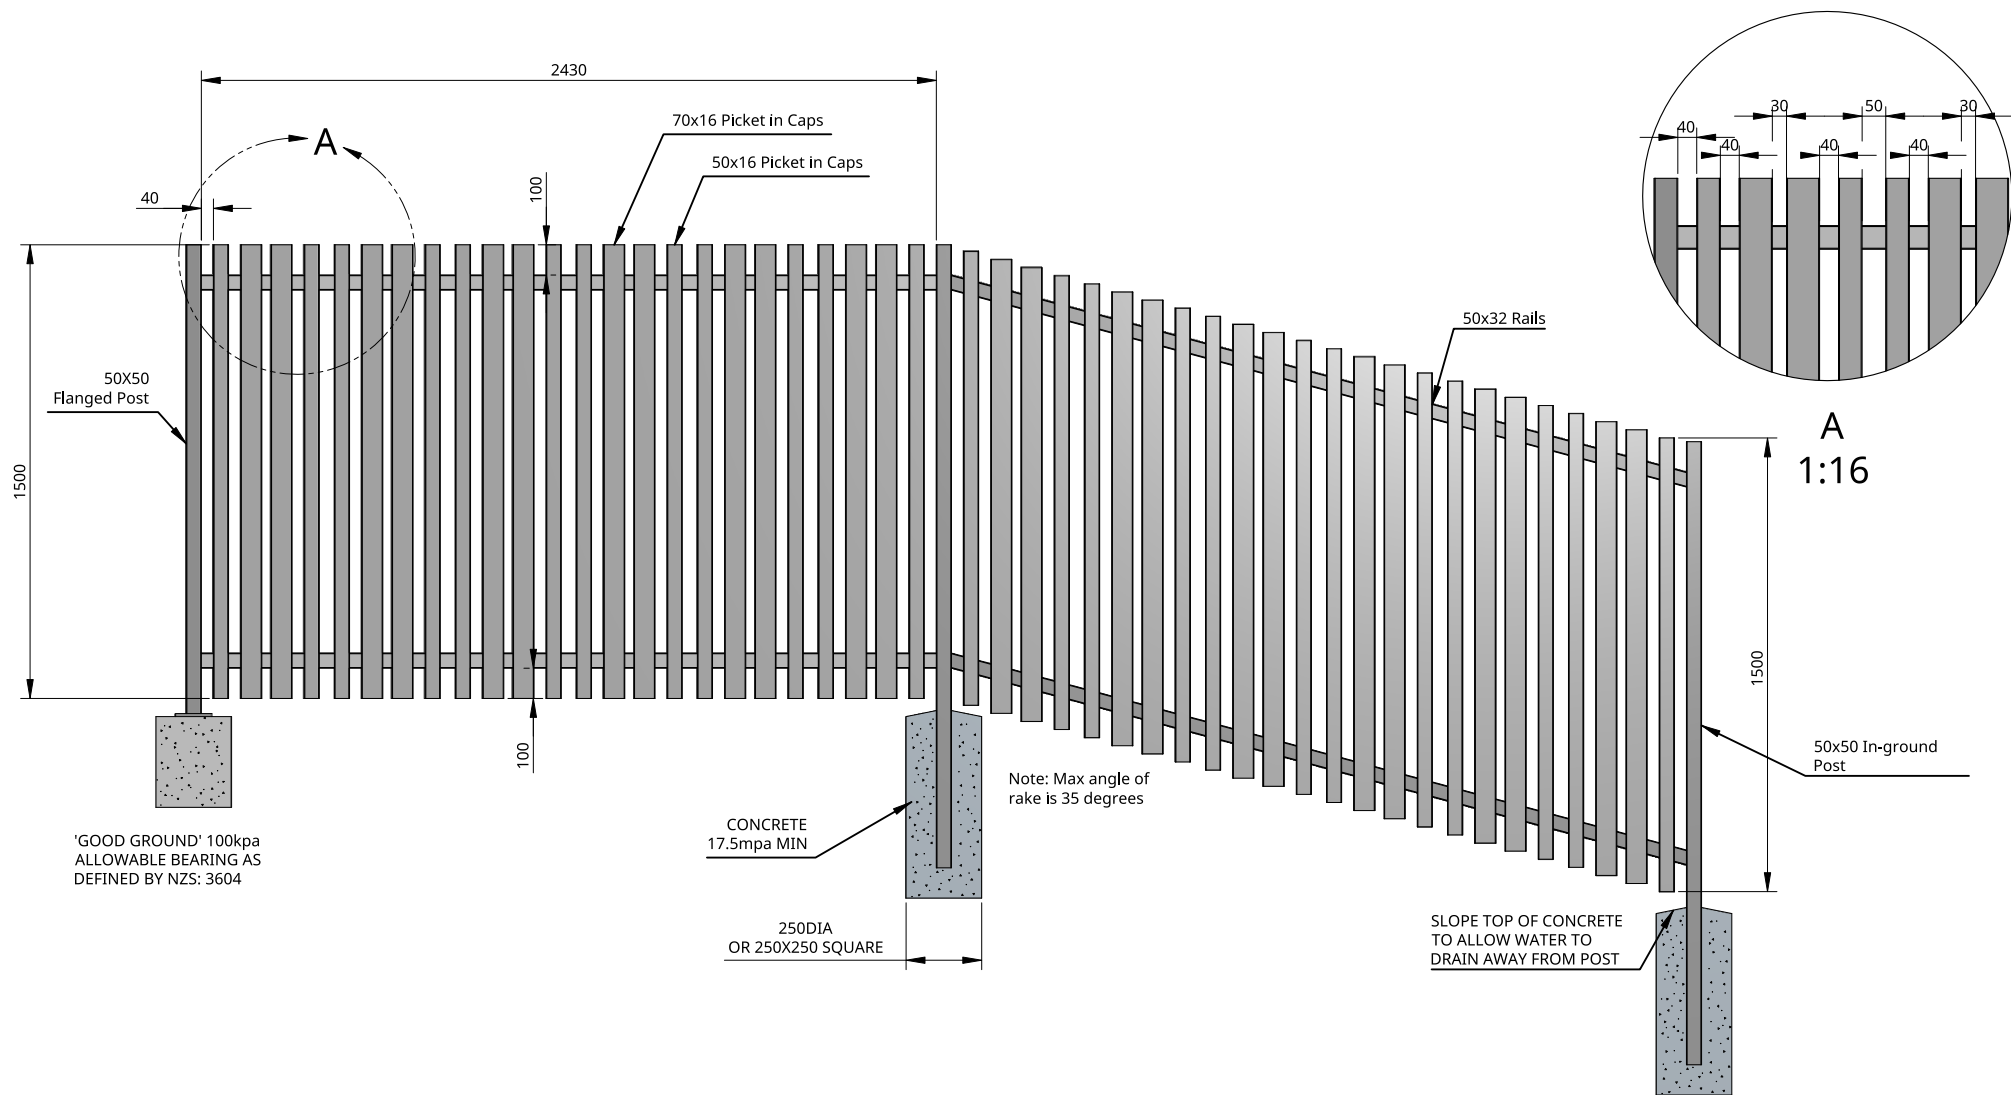 2430
A
70x16 Picket in Caps
50x16 Picket in Caps
100
40
30
50
30
40
40
40
40
50x32 Rails
50X50
Flanged Post
1500
A
1:16
1500
50x50 In-ground
Post
100
Note: Max angle of
rake is 35 degrees
CONCRETE
17.5mpa MIN
'GOOD GROUND' 100kpa
ALLOWABLE BEARING AS
DEFINED BY NZS: 3604
250DIA
OR 250X250 SQUARE
SLOPE TOP OF CONCRETE
TO ALLOW WATER TO
DRAIN AWAY FROM POST